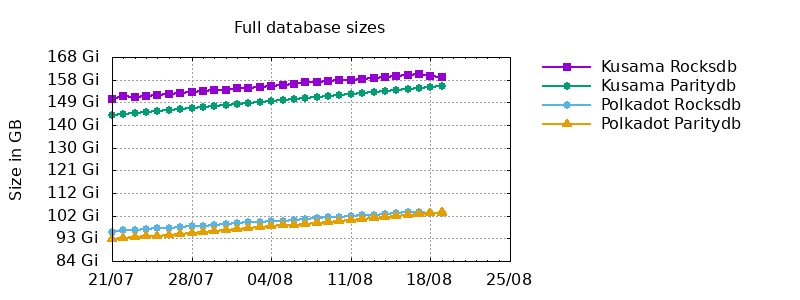 Full database sizes
168 Gi
158 Gi
149 Gi
140 Gi
130 Gi
121 Gi
112 Gi
102 Gi
93 Gi
84 Gi
Size in GB
21/07 28/07 04/08 11/08 18/08 25/08
Kusama Rocksdb
Kusama Paritydb
Polkadot Rocksdb
Polkadot Paritydb